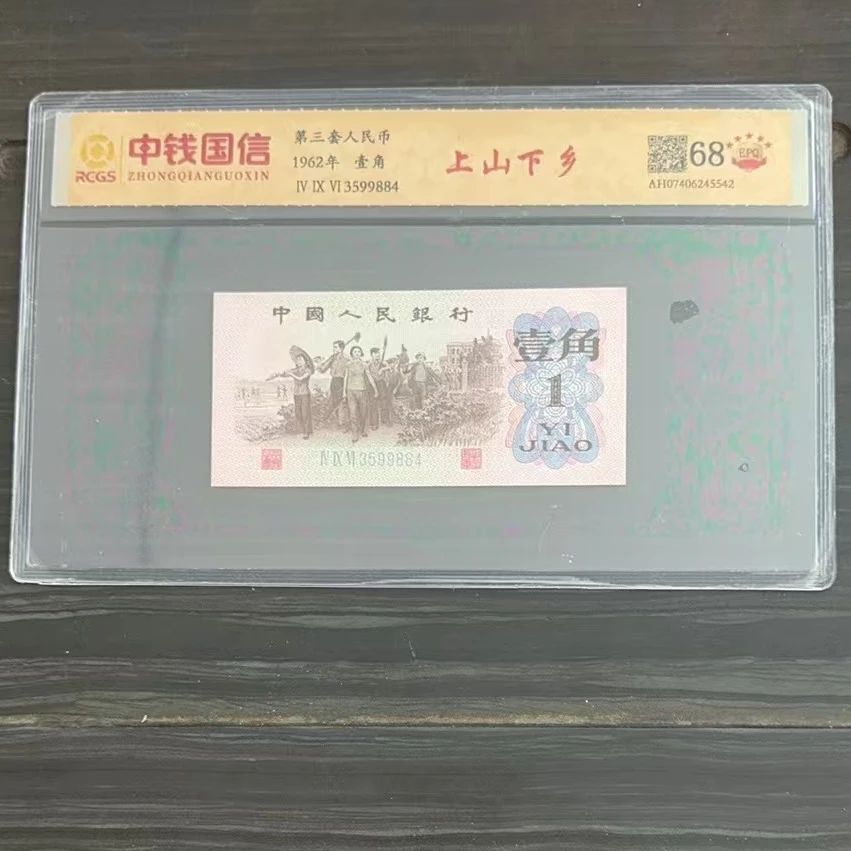 中钱国信
RCGS ZHONGQIANGUOXIN
第三套人民币
1962年 壹角
IV IX VI 3599884
上山下乡
68 EPQ
AH07406245542
中國人民銀行
壹角
1
YI
JIAO
IV IX VI 3599884